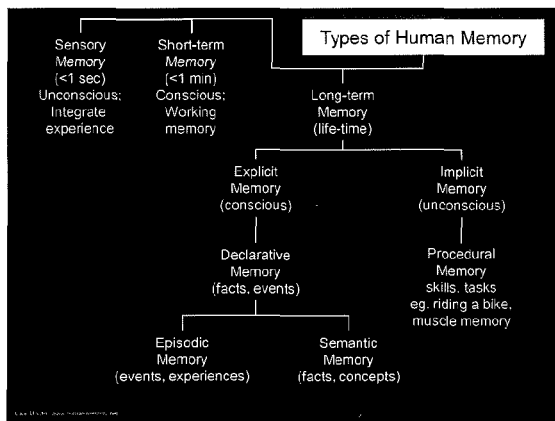 Types of Human Memory
Sensory
Memory
(<1 sec)
Unconscious;
Integrate
experience
Short-term
Memory
(<1 min)
Conscious;
Working
memory
Long-term
Memory
(life-time)
Explicit
Memory
(conscious)
Implicit
Memory
(unconscious)
Declarative
Memory
(facts, events)
Procedural
Memory
skills, tasks
eg. riding a bike,
muscle memory
Episodic
Memory
(events, experiences)
Semantic
Memory
(facts, concepts)